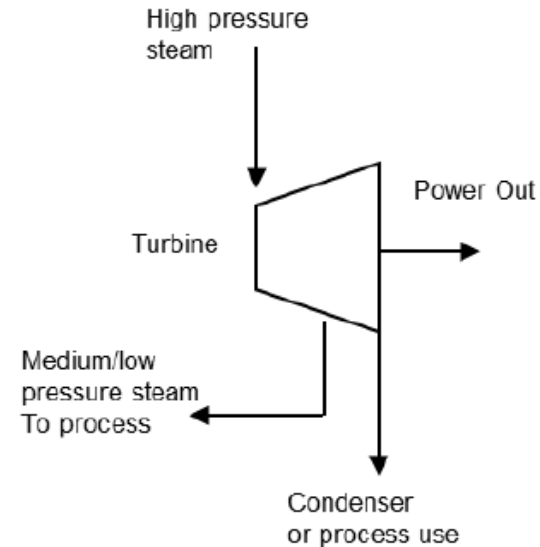 High pressure
steam
Power Out
Turbine
Medium/low
pressure steam
To process
Condenser
or process use